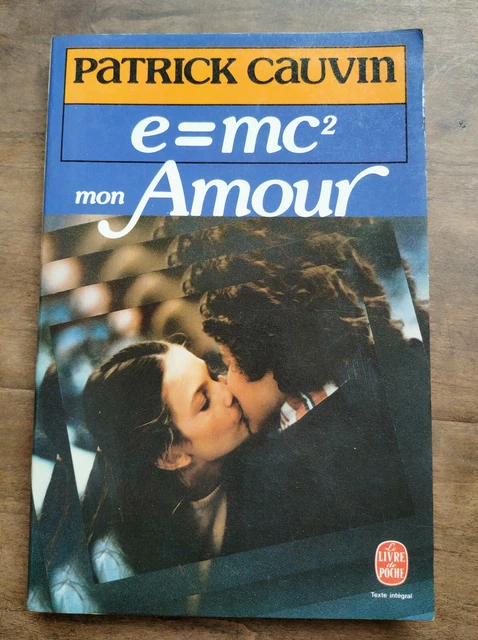 PATRICK CAUVIN
e=mc²
mon Amour
Le
LIVRE
de
POCHE
Texte intégral